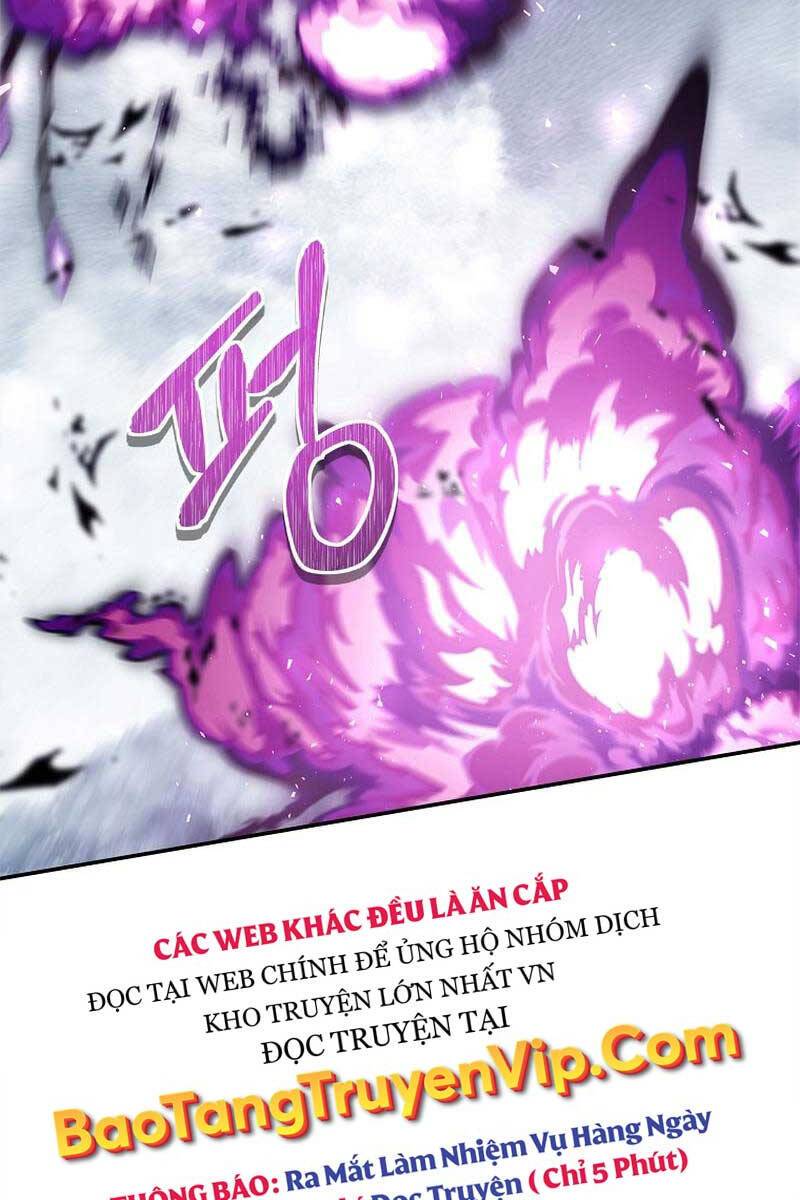 펑
CÁC WEB KHÁC ĐỀU LÀ ĂN CẮP
ĐỌC TẠI WEB CHÍNH ĐỂ ỦNG HỘ NHÓM DỊCH
KHO TRUYỆN LỚN NHẤT VN
ĐỌC TRUYỆN TẠI
BaoTangTruyenVip.Com
THÔNG BÁO: Ra Mắt Làm Nhiệm Vụ Hàng Ngày
Đọc Truyện ( Chỉ 5 Phút)